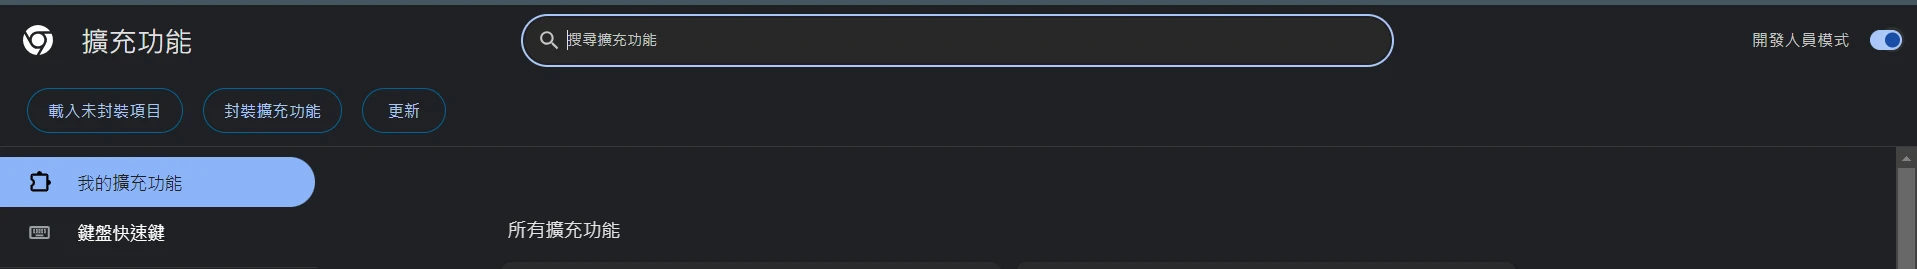 擴充功能
搜尋擴充功能
開發人員模式
載入未封裝項目
封裝擴充功能
更新
我的擴充功能
鍵盤快速鍵
所有擴充功能